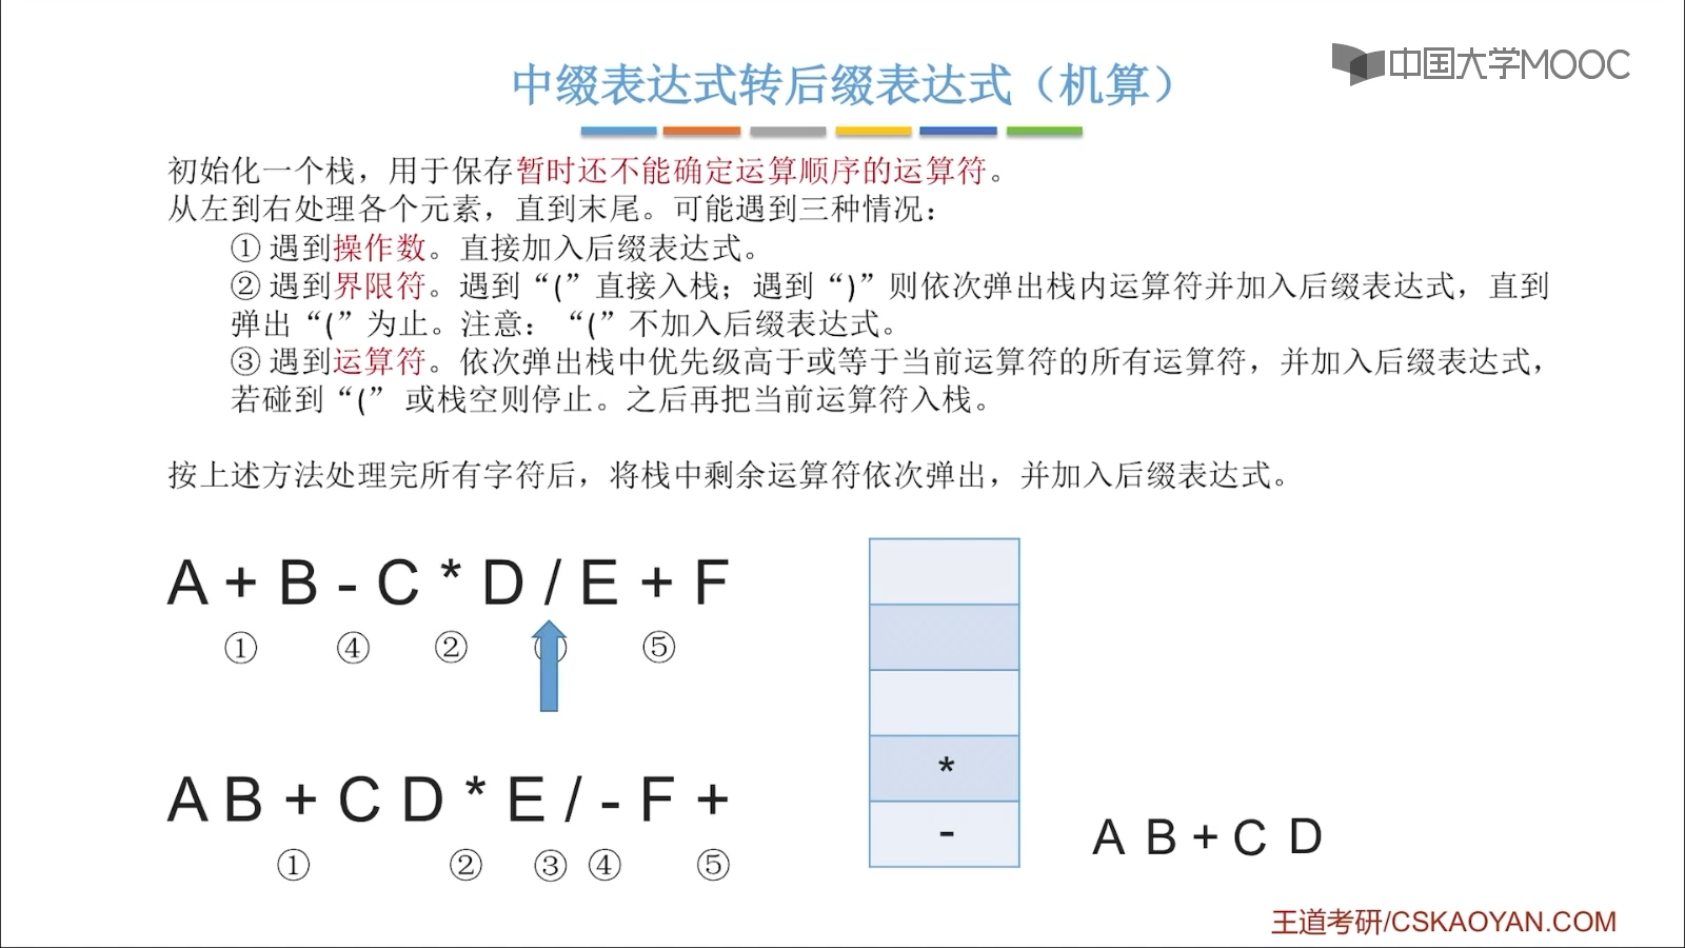 中国大学MOOC
中缀表达式转后缀表达式（机算）
初始化一个栈，用于保存暂时还不能确定运算顺序的运算符。
从左到右处理各个元素，直到末尾。可能遇到三种情况：
① 遇到操作数。直接加入后缀表达式。
② 遇到界限符。遇到“(”直接入栈；遇到“)”则依次弹出栈内运算符并加入后缀表达式，直到
弹出“(”为止。注意：“(”不加入后缀表达式。
③ 遇到运算符。依次弹出栈中优先级高于或等于当前运算符的所有运算符，并加入后缀表达式，
若碰到“(” 或栈空则停止。之后再把当前运算符入栈。
按上述方法处理完所有字符后，将栈中剩余运算符依次弹出，并加入后缀表达式。
A + B - C * D / E + F
① ④ ② ⑤
A B + C D * E / - F +
① ② ③ ④ ⑤
*
-
A B + C D
王道考研/CSKAOYAN.COM